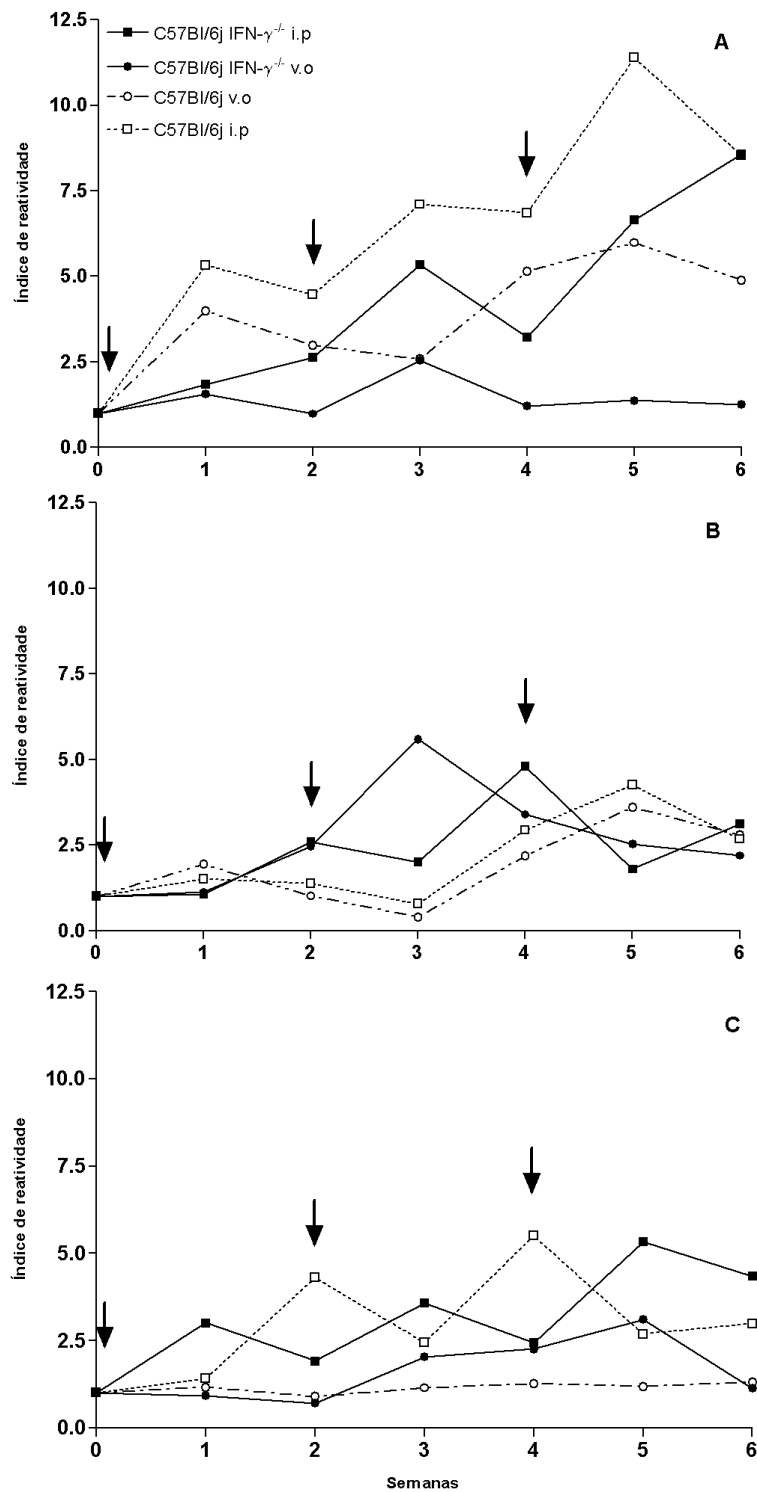 12.5
C57Bl/6j IFN-γ-/- i.p
A
C57Bl/6j IFN-γ-/- v.o
10.0
C57Bl/6j v.o
C57Bl/6j i.p
7.5
Índice de reatividade
5.0
2.5
0.0
0 1 2 3 4 5 6
12.5
B
10.0
7.5
Índice de reatividade
5.0
2.5
0.0
0 1 2 3 4 5 6
12.5
C
10.0
7.5
Índice de reatividade
5.0
2.5
0.0
0 1 2 3 4 5 6
Semanas